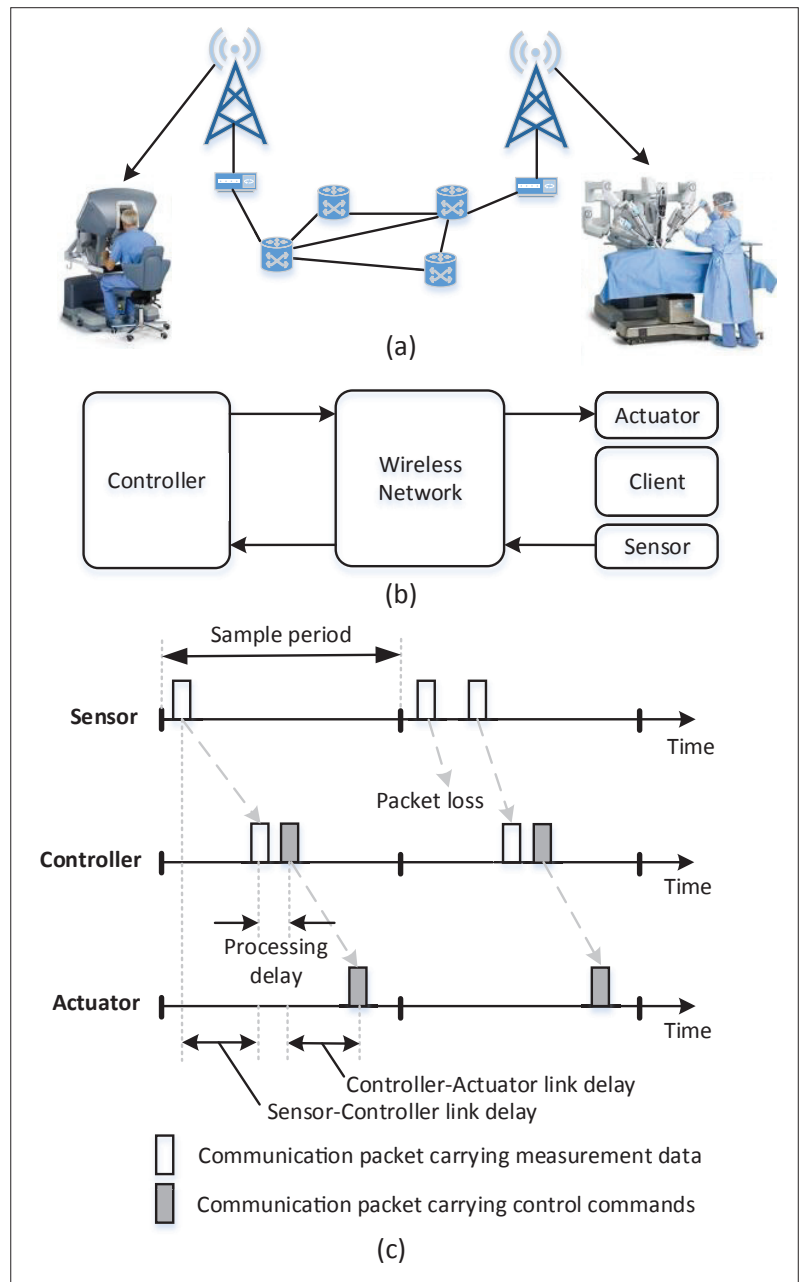 (a)
Controller
Wireless
Network
Actuator
Client
Sensor
(b)
Sample period
Sensor
Time
Packet loss
Controller
Time
Processing
delay
Actuator
Time
Controller-Actuator link delay
Sensor-Controller link delay
Communication packet carrying measurement data
Communication packet carrying control commands
(c)